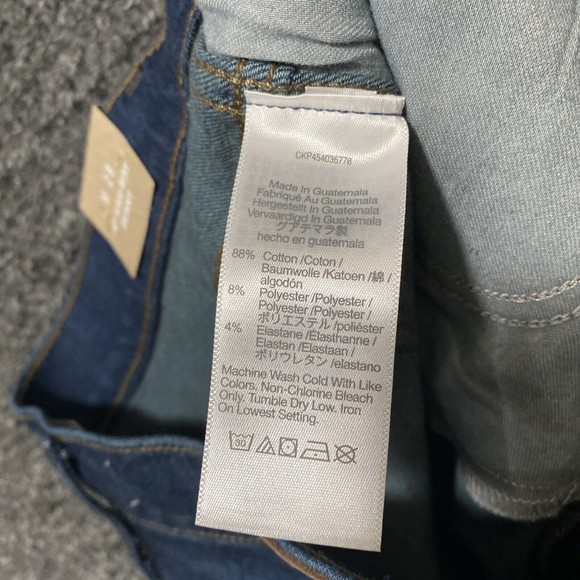 CKP454036778
Made In Guatemala
Fabriqué Au Guatemala
Hergestellt In Guatemala
Vervaardigd In Guatemala
グアテマラ製
hecho en guatemala
88% Cotton /Coton /
Baumwolle /Katoen /綿 /
algodón
8% Polyester /Polyester /
Polyester /Polyester /
ポリエステル /poliéster
4% Elastane /Élasthanne /
Elastan /Elastaan /
ポリウレタン /elastano
Machine Wash Cold With Like
Colors. Non-Chlorine Bleach
Only. Tumble Dry Low. Iron
On Lowest Setting.
30